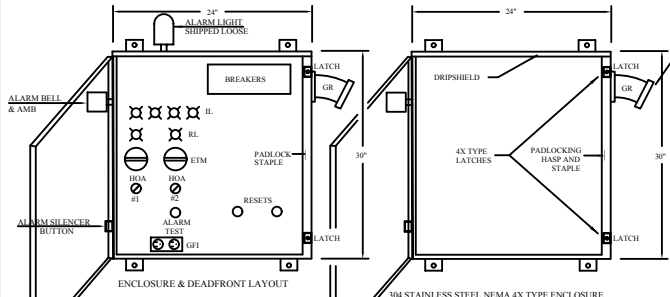 24"
ALARM LIGHT
SHIPPED LOOSE
LATCH
BREAKERS
GR
ALARM BELL
& AMB
IL
RL
PADLOCK
STAPLE
30"
ETM
HOA
HOA
#1
#2
RESETS
ALARM SILENCER
BUTTON
ALARM
TEST
GFI
LATCH
ENCLOSURE & DEADFRONT LAYOUT
24"
LATCH
DRIPSHIELD
GR
4X TYPE
LATCHES
PADLOCKING
HASP AND
STAPLE
30"
LATCH
304 STAINLESS STEEL NEMA 4X TYPE ENCLOSURE